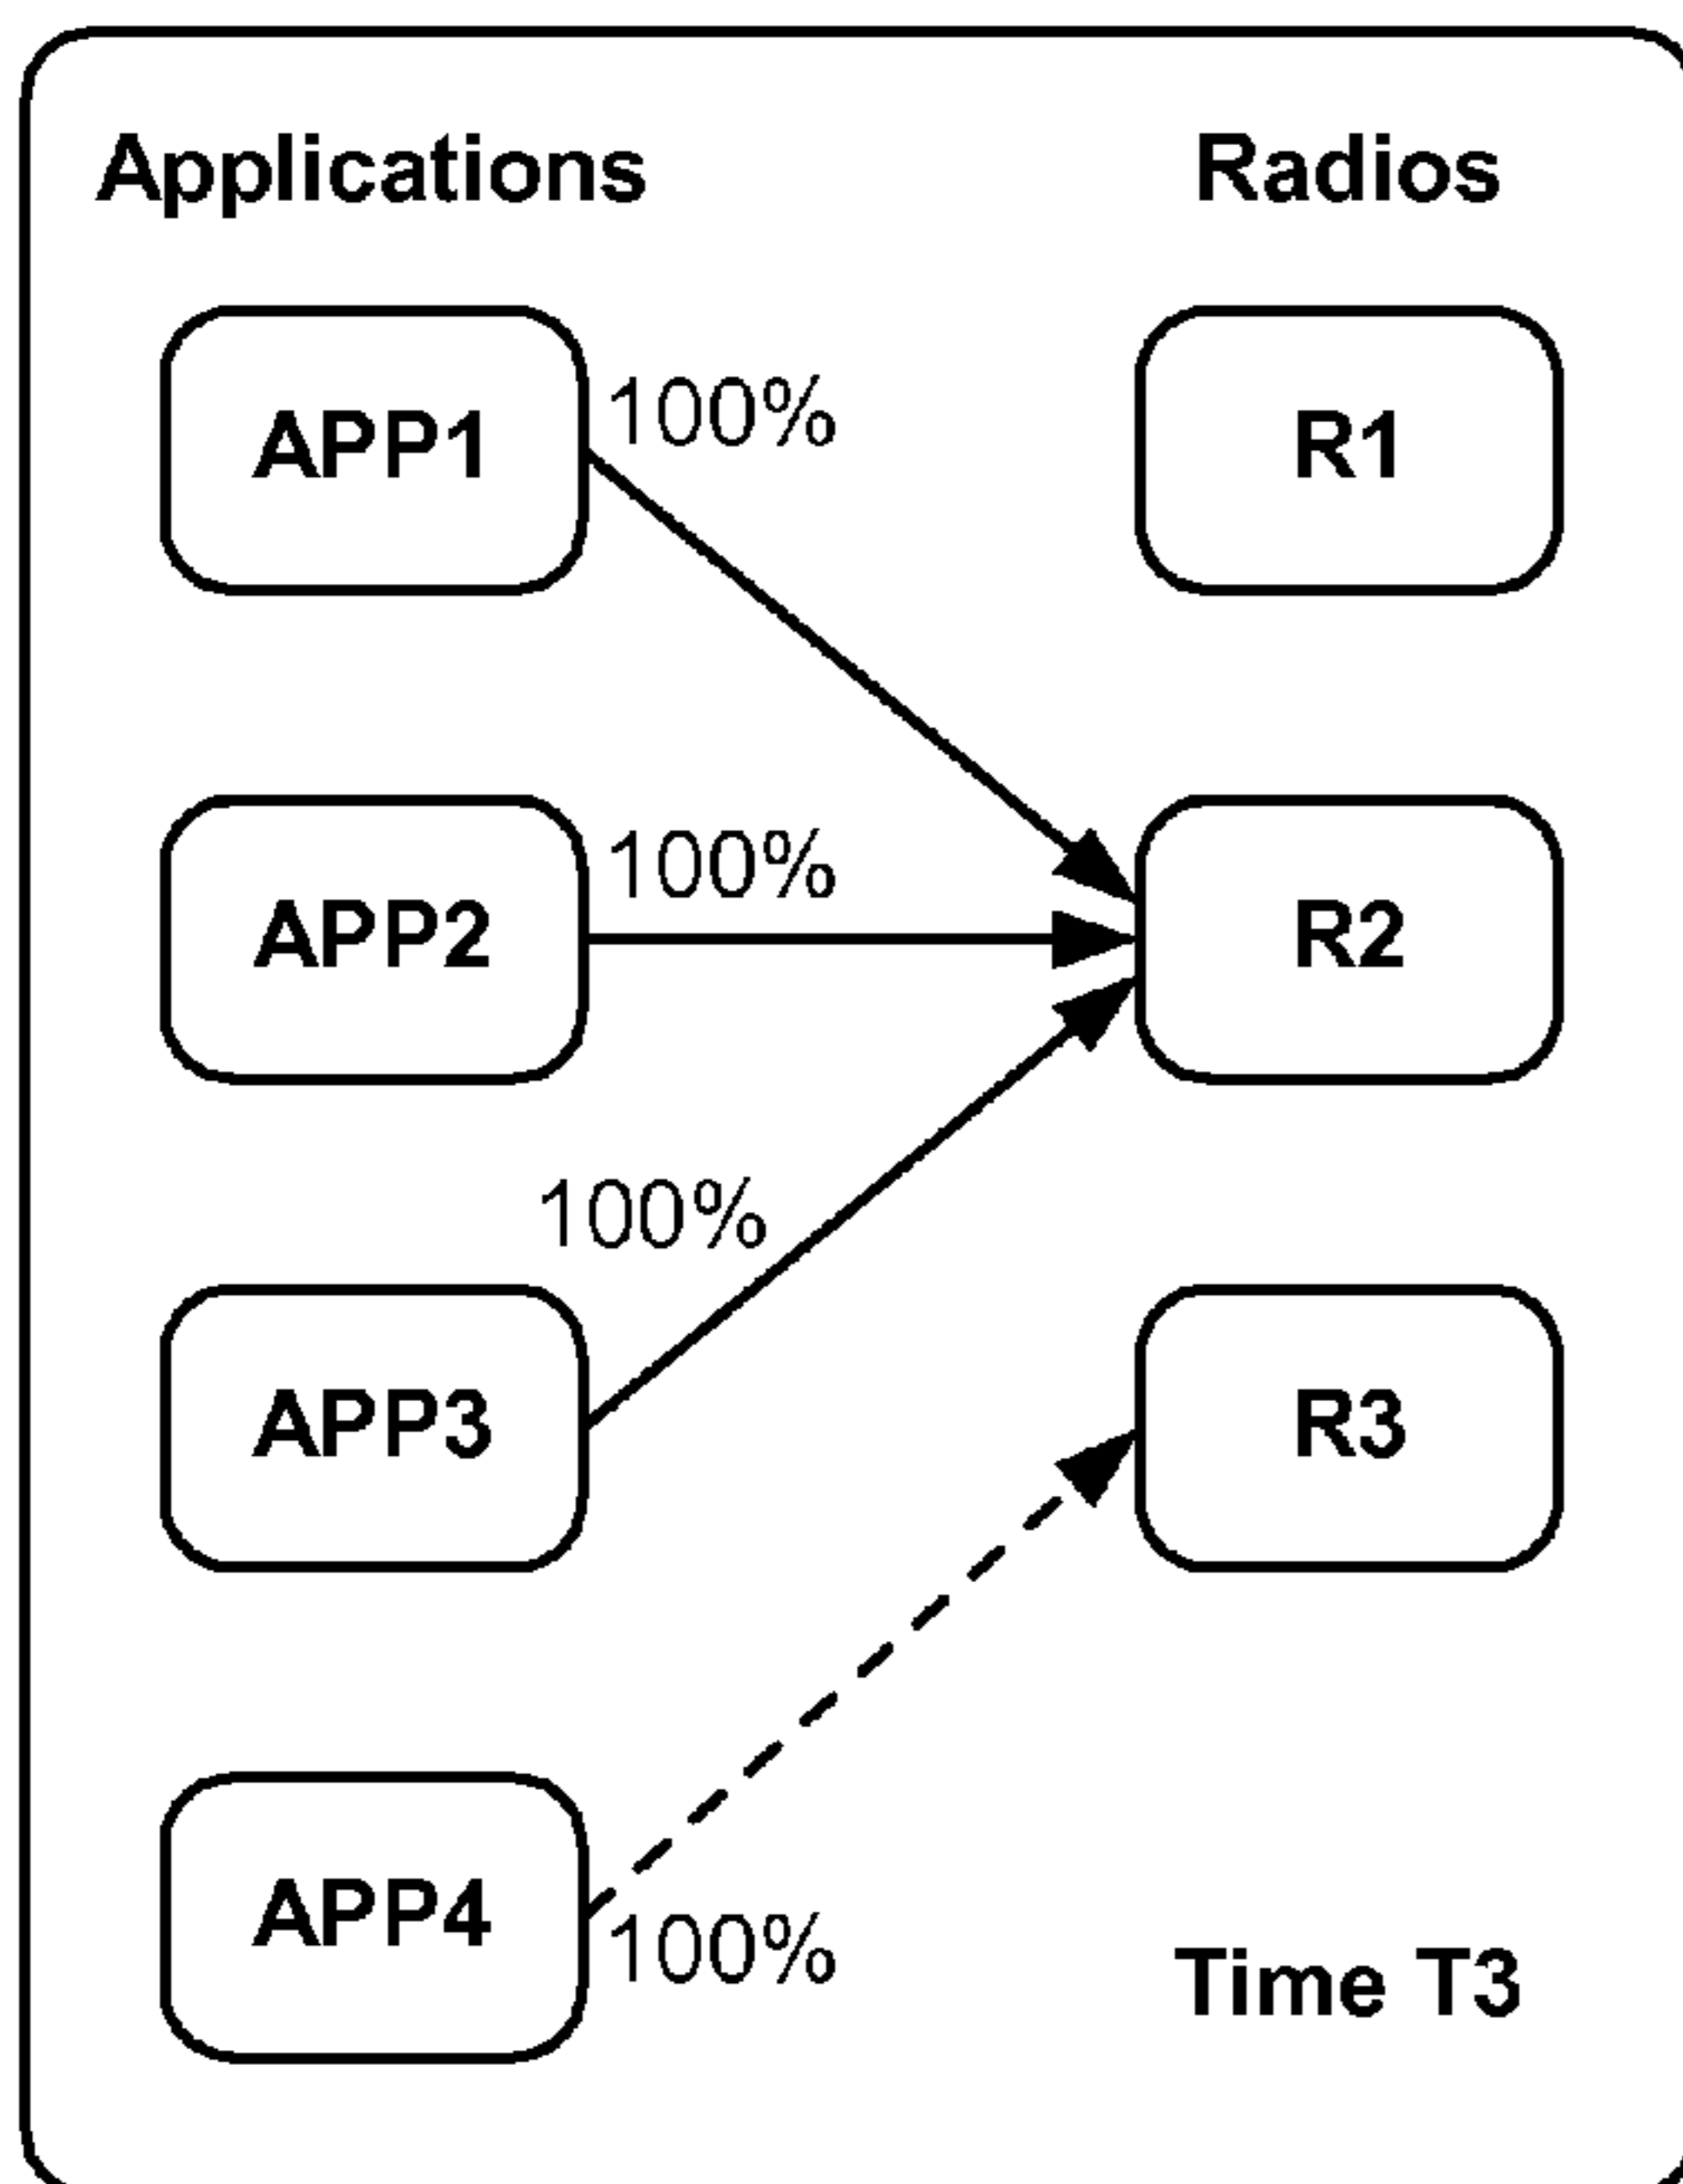 Applications
Radios
APP1
100%
R1
APP2
100%
R2
100%
APP3
R3
APP4
100%
Time T3